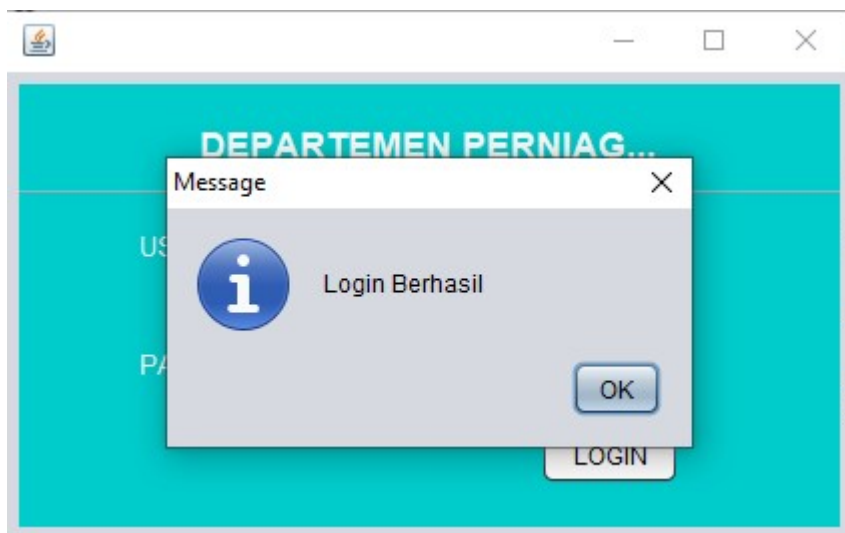 DEPARTEMEN PERNIAG...
Message
Login Berhasil
OK
LOGIN